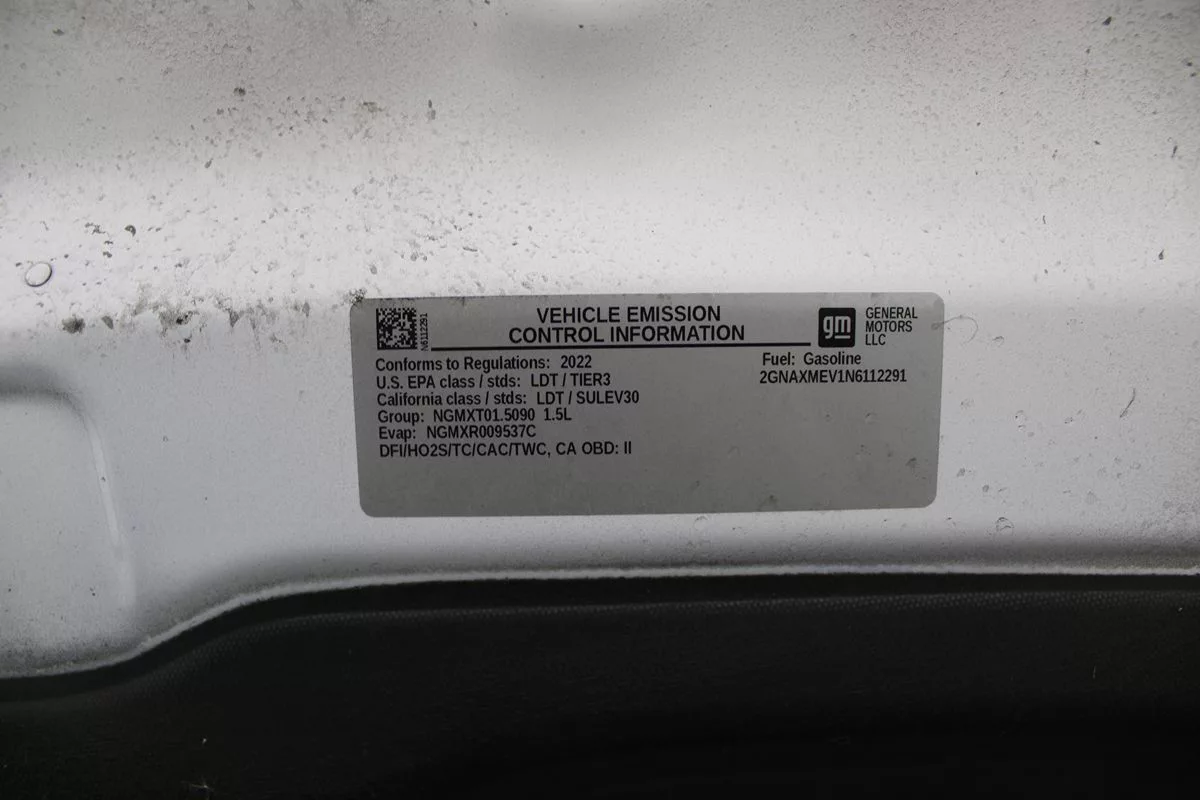 VEHICLE EMISSION
CONTROL INFORMATION
gm
GENERAL
MOTORS
LLC
N6112291
Conforms to Regulations: 2022
U.S. EPA class / stds: LDT / TIER3
California class / stds: LDT / SULEV30
Group: NGMXT01.5090 1.5L
Evap: NGMXR009537C
DFI/HO2S/TC/CAC/TWC, CA OBD: II
Fuel: Gasoline
2GNAXMEV1N6112291